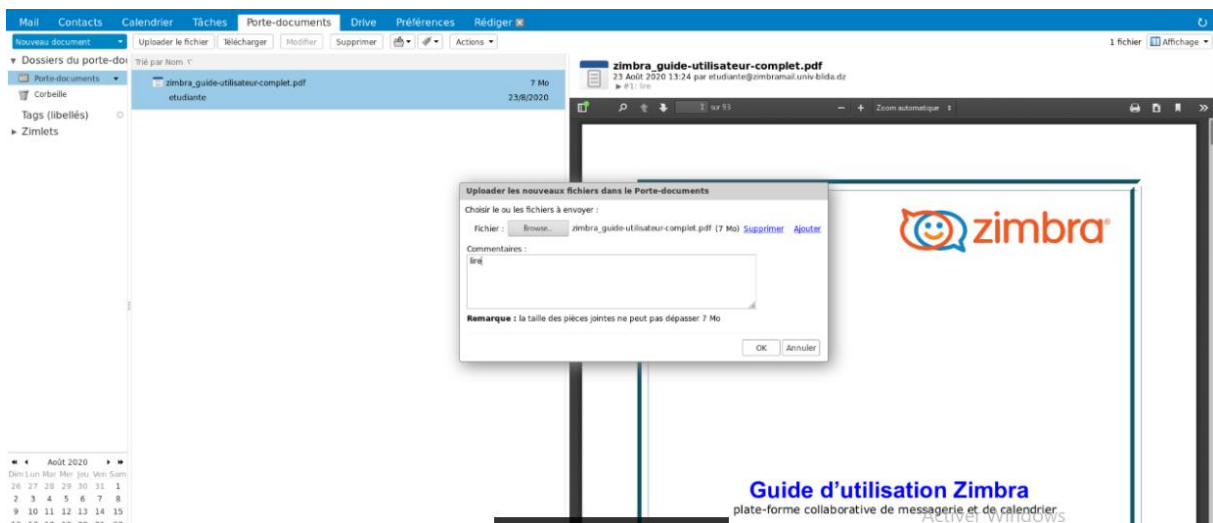 Mail Contacts Calendrier Tâches Porte-documents Drive Préférences Rédiger
Nouveau document Uploader le fichier Télécharger Modifier Supprimer Actions 1 fichier Affichage
Dossiers du porte-do
Porte-documents
Corbeille
Tags (libellés)
Zimlets
Trié par Nom
zimbra_guide-utilisateur-complet.pdf 7 Mo
etudiante 23/8/2020
zimbra_guide-utilisateur-complet.pdf
23 Août 2020 13:24 par etudiante@zimbramail.univ-blida.dz
#1: lire
1 sur 93 Zoom automatique
Uploader les nouveaux fichiers dans le Porte-documents
Choisir le ou les fichiers à envoyer :
Fichier : Browse... zimbra_guide-utilisateur-complet.pdf (7 Mo) Supprimer Ajouter
Commentaires :
lire
Remarque : la taille des pièces jointes ne peut pas dépasser 7 Mo
OK Annuler
zimbra®
Guide d'utilisation Zimbra
plate-forme collaborative de messagerie et de calendrier
Activer Windows
Août 2020
Dim Lun Mar Mer Jeu Ven Sam
26 27 28 29 30 31 1
2 3 4 5 6 7 8
9 10 11 12 13 14 15